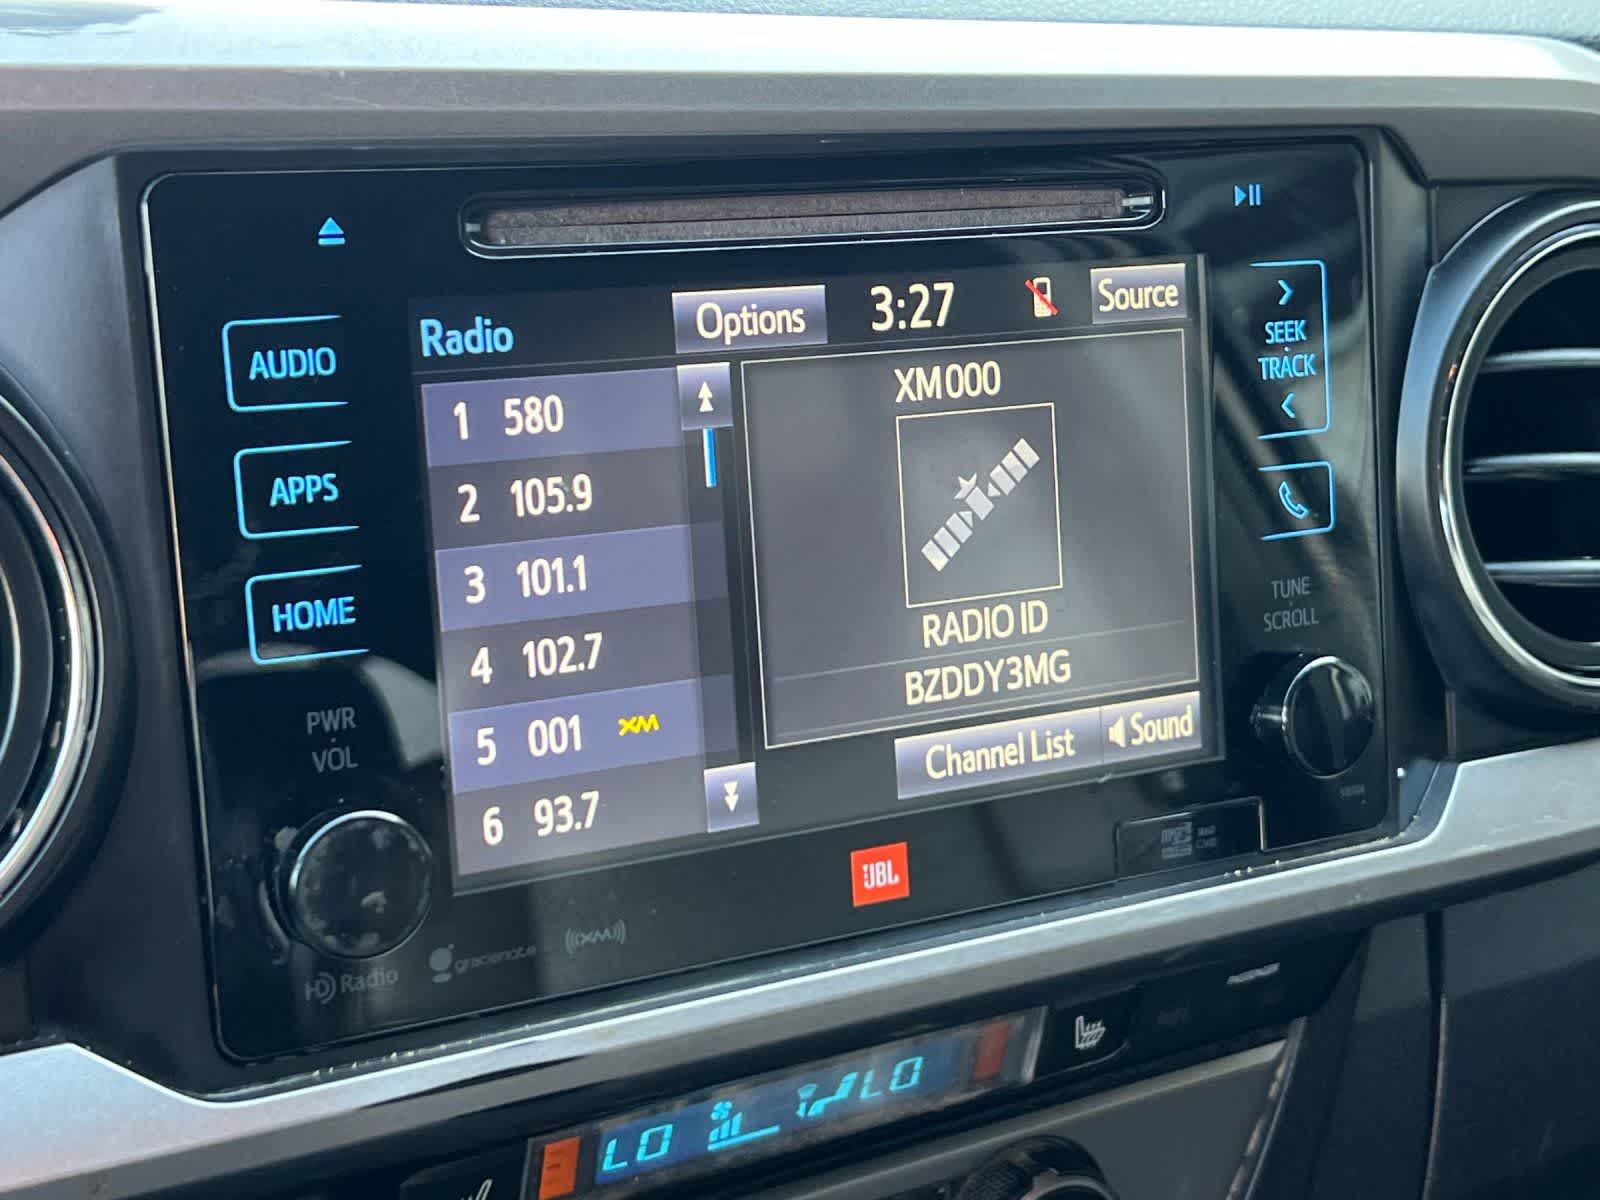 Radio
Options
3:27
Source
AUDIO
APPS
HOME
PWR
VOL
1 580
2 105.9
3 101.1
4 102.7
5 001 XM
6 93.7
XM000
RADIO ID
BZDDY3MG
Channel List
Sound
SEEK
TRACK
TUNE
SCROLL
JBL
HD Radio
gracenote
((XM))
LO
LO